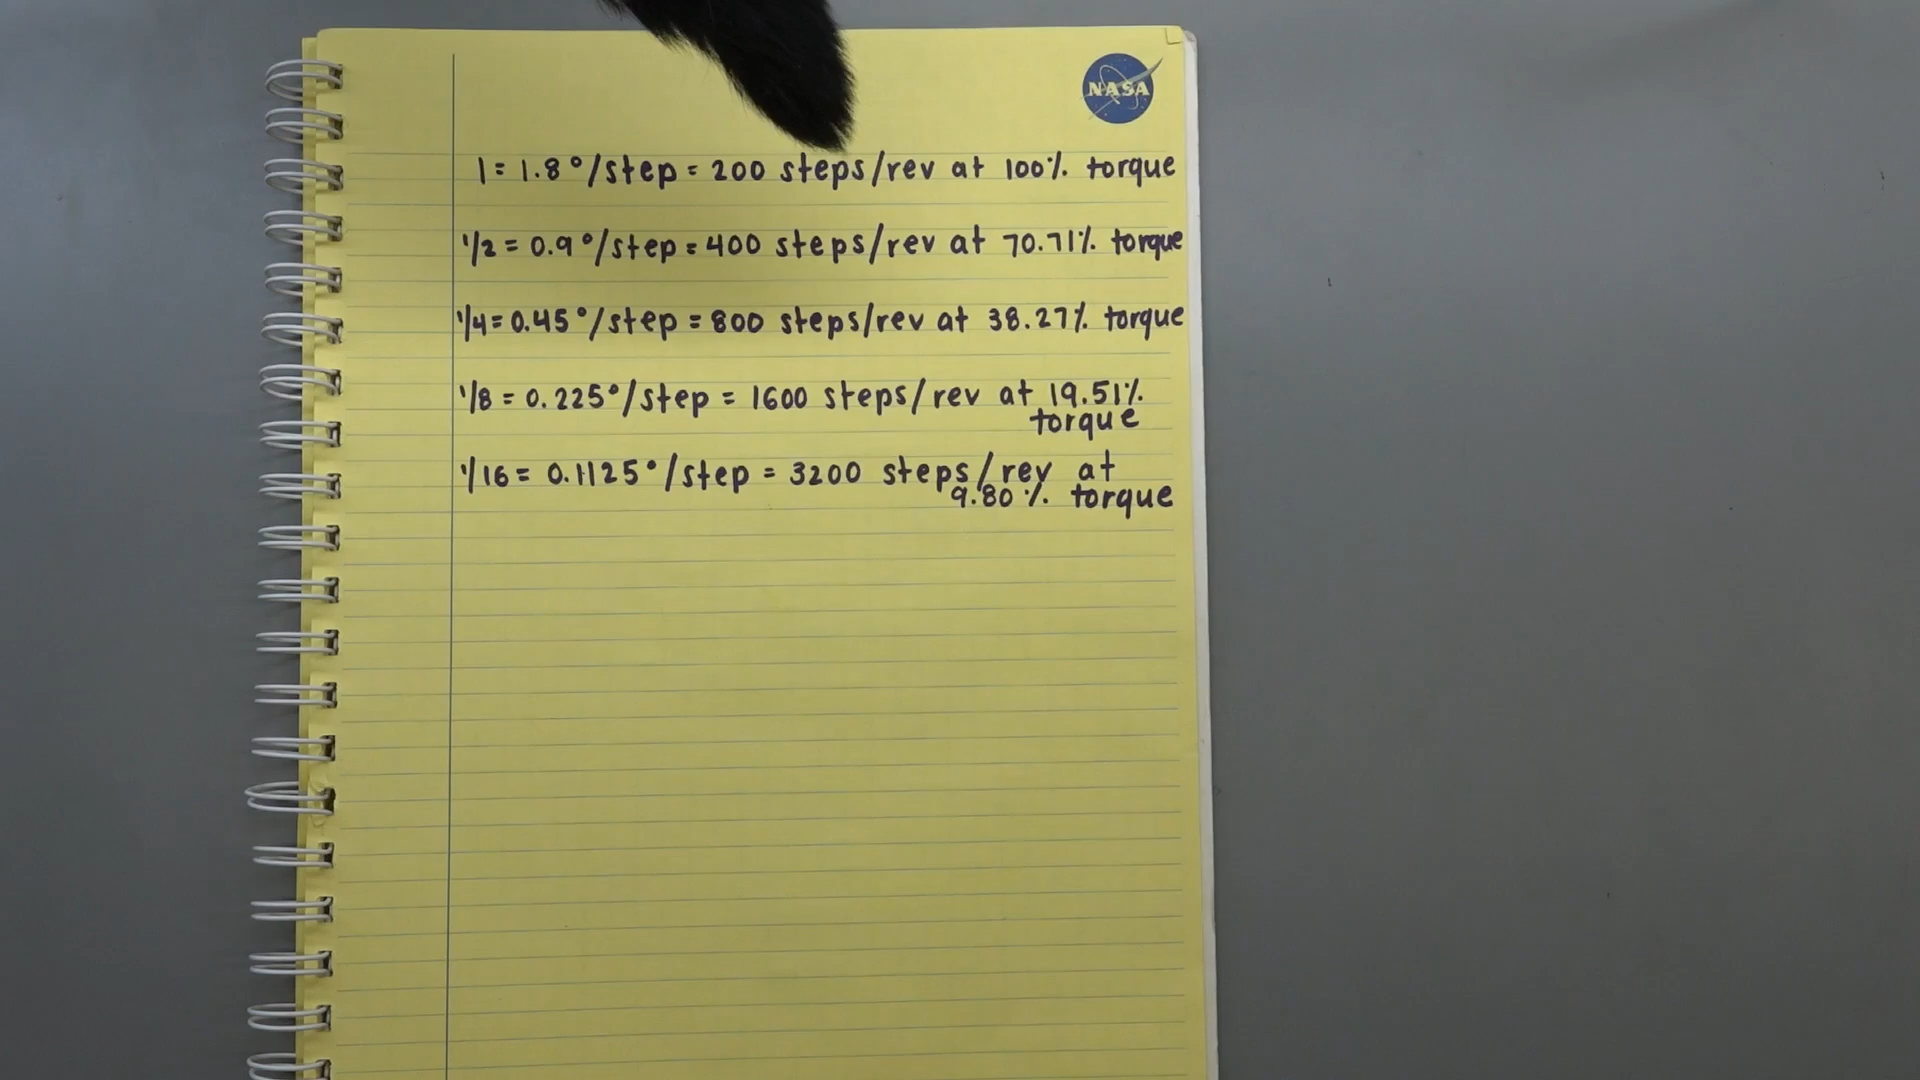 NASA
1 = 1.8°/step = 200 steps/rev at 100% torque
1/2 = 0.9°/step = 400 steps/rev at 70.71% torque
1/4 = 0.45°/step = 800 steps/rev at 38.27% torque
1/8 = 0.225°/step = 1600 steps/rev at 19.51%
torque
1/16 = 0.1125°/step = 3200 steps/rev at
9.80% torque